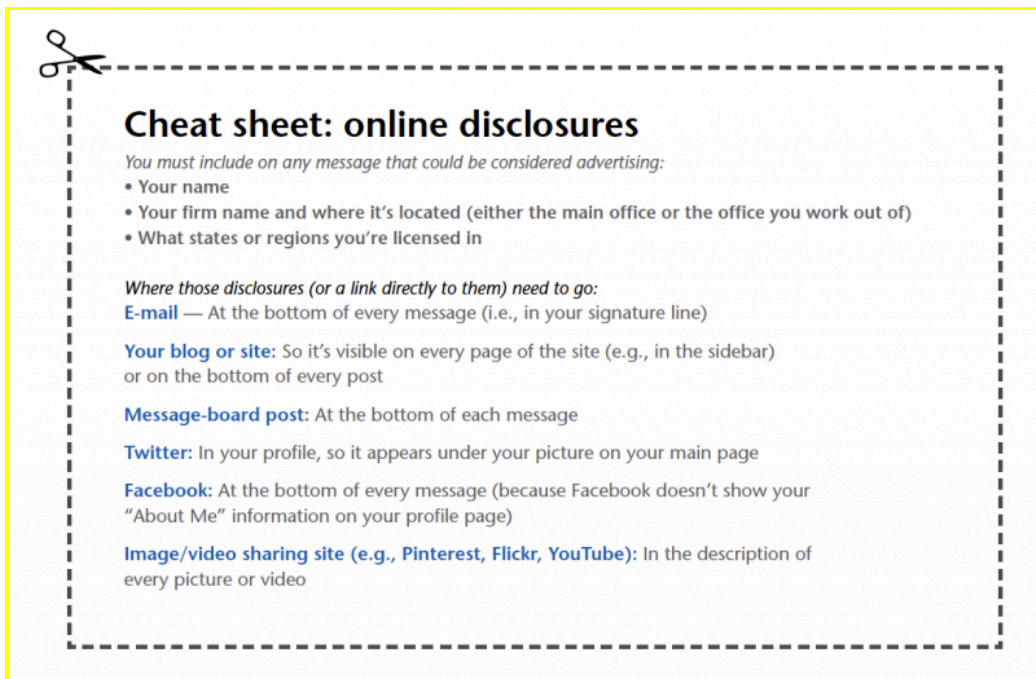 Cheat sheet: online disclosures
You must include on any message that could be considered advertising:
• Your name
• Your firm name and where it's located (either the main office or the office you work out of)
• What states or regions you're licensed in
Where those disclosures (or a link directly to them) need to go:
E-mail — At the bottom of every message (i.e., in your signature line)
Your blog or site: So it's visible on every page of the site (e.g., in the sidebar)
or on the bottom of every post
Message-board post: At the bottom of each message
Twitter: In your profile, so it appears under your picture on your main page
Facebook: At the bottom of every message (because Facebook doesn't show your
"About Me" information on your profile page)
Image/video sharing site (e.g., Pinterest, Flickr, YouTube): In the description of
every picture or video